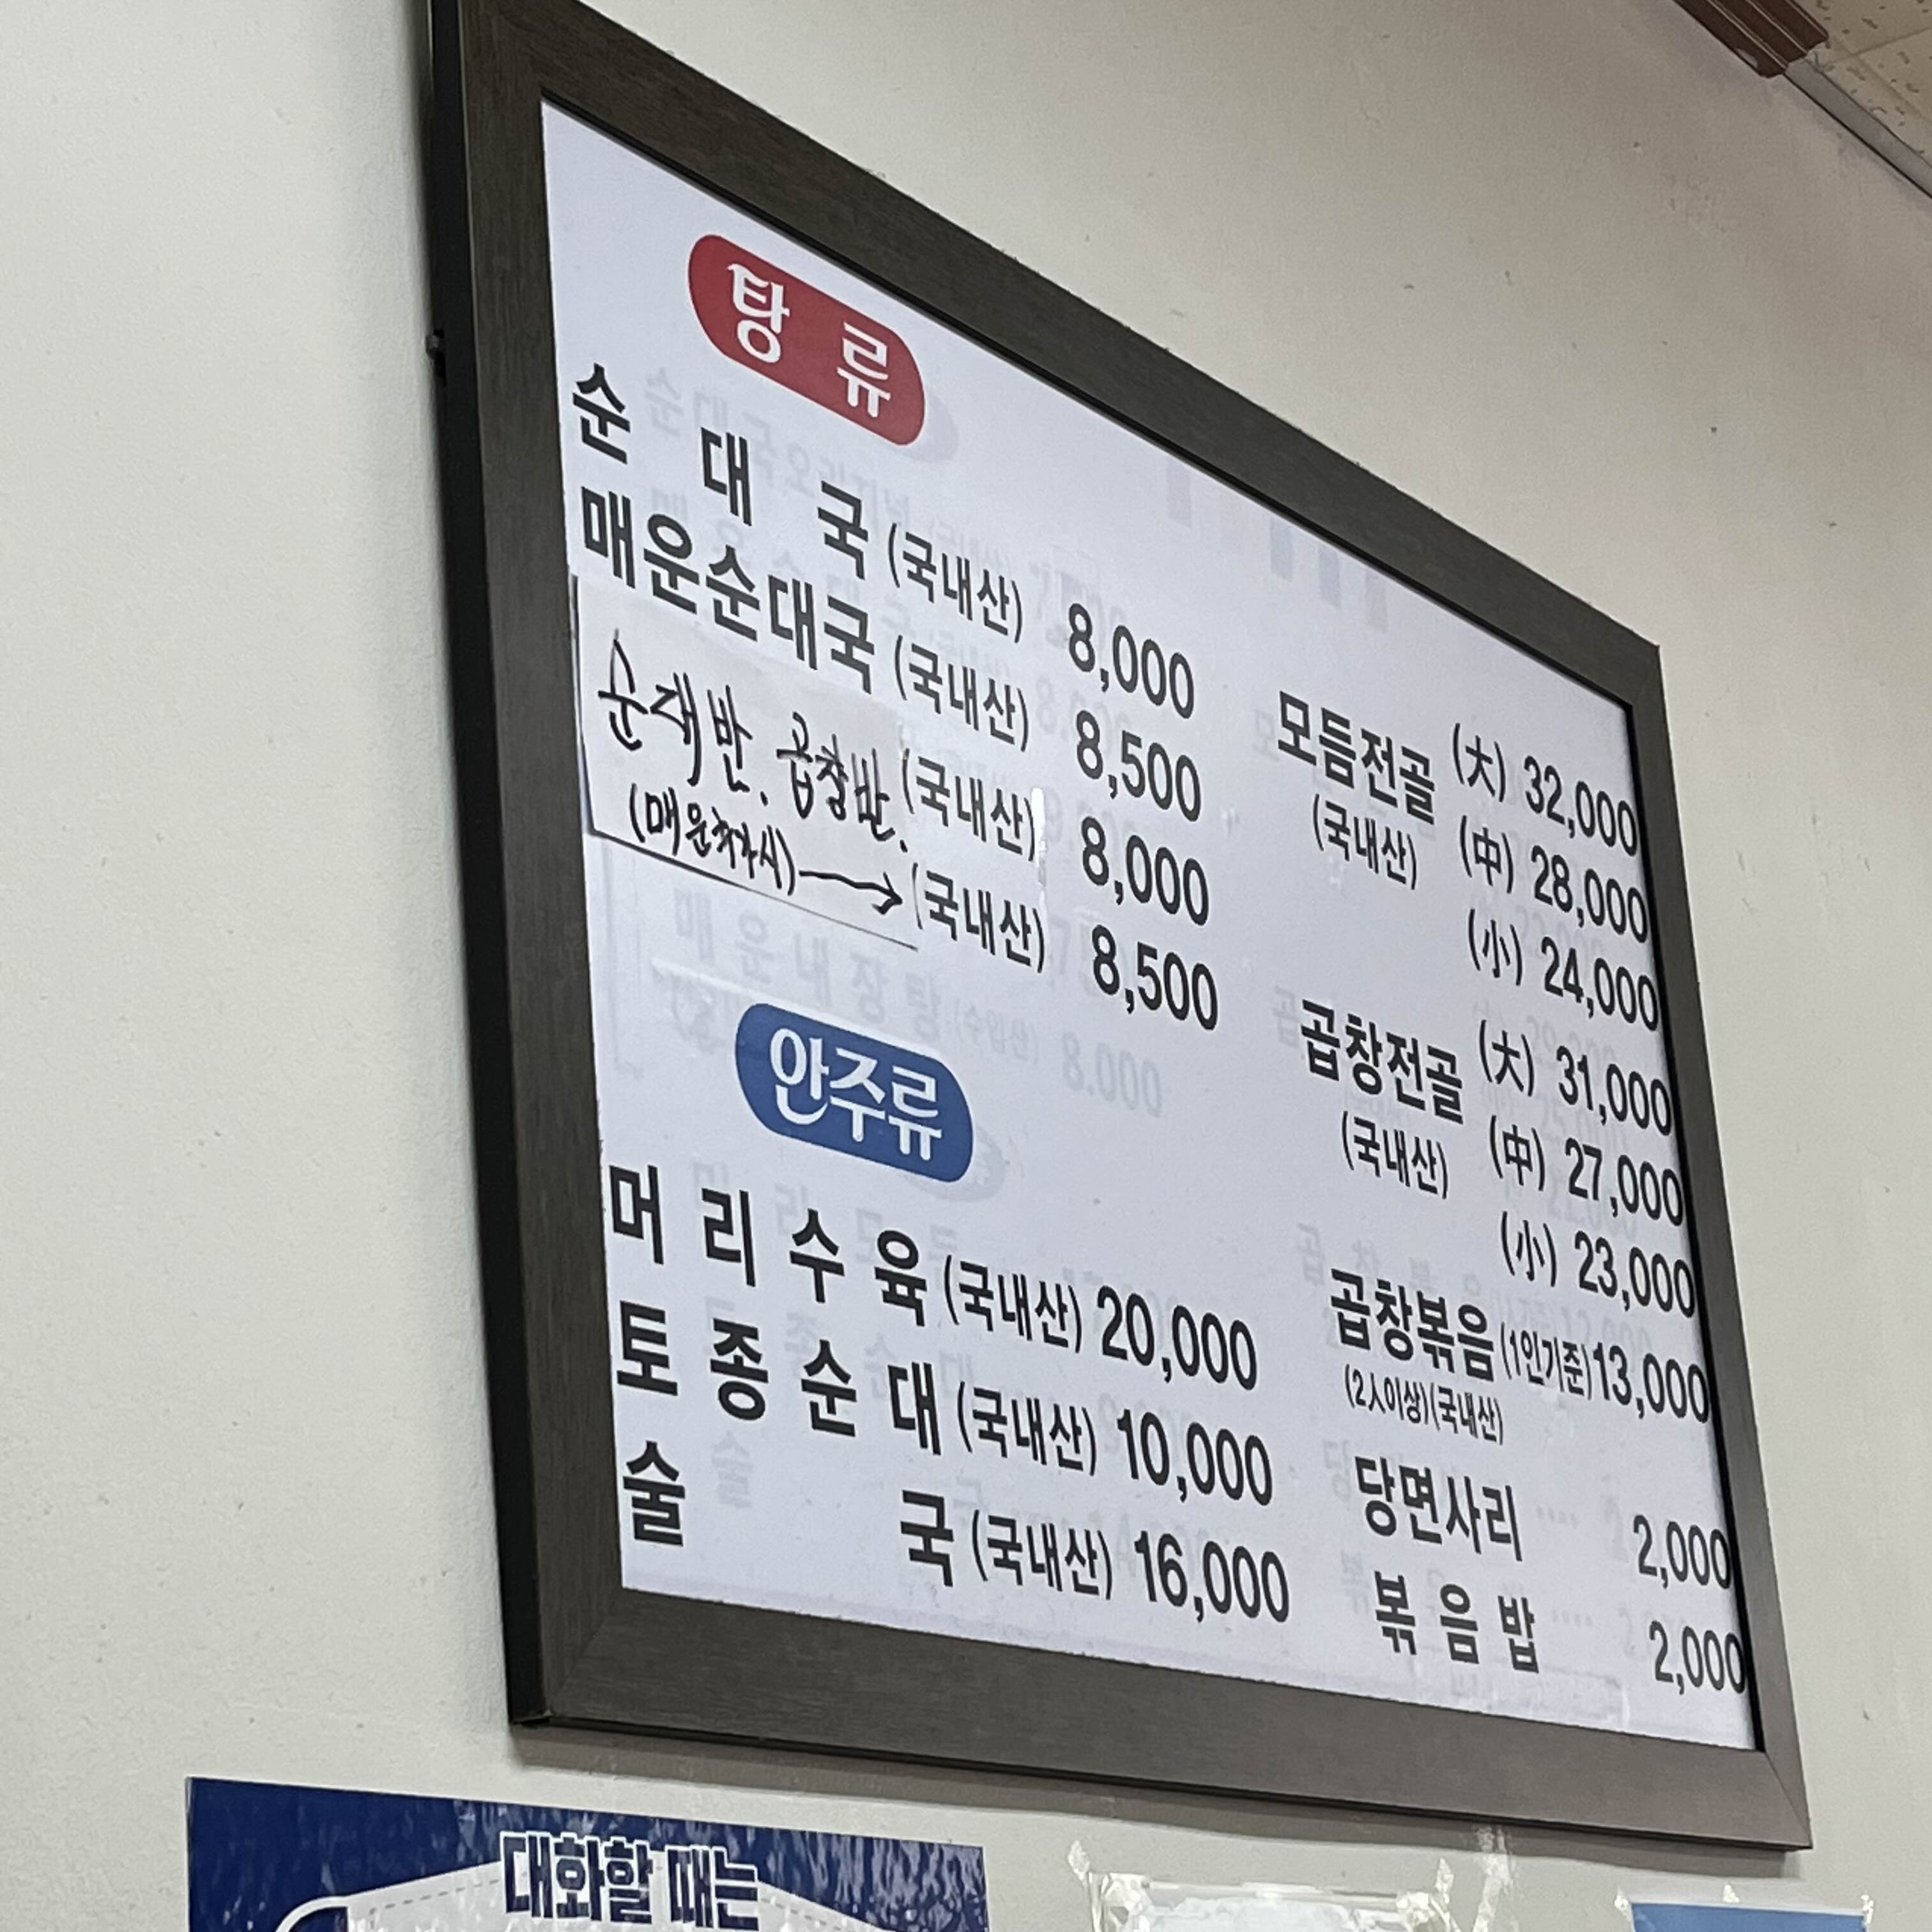 탕류
순대국 (국내산) 8,000
매운순대국 (국내산) 8,500
순대반. 곱창반. (국내산) 8,000
(매운추가시) → (국내산) 8,500
안주류
머리수육 (국내산) 20,000
토종순대 (국내산) 10,000
술국 (국내산) 16,000
모듬전골 (大) 32,000
(국내산) (中) 28,000
(小) 24,000
곱창전골 (大) 31,000
(국내산) (中) 27,000
(小) 23,000
곱창볶음 (1인기준) 13,000
(2人이상)(국내산)
당면사리 2,000
볶음밥 2,000
대화할 때는